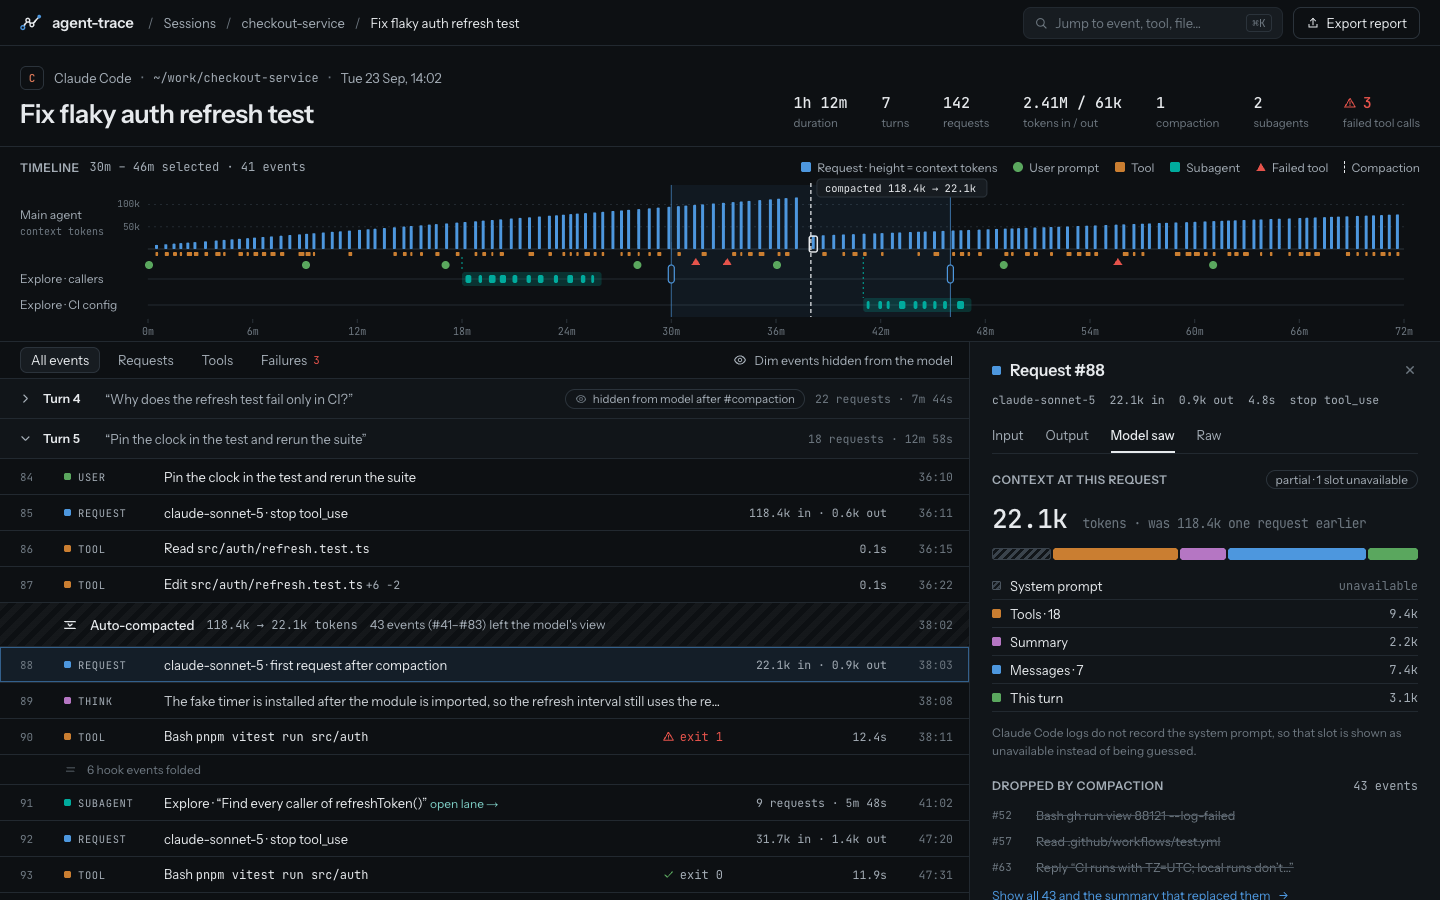 agent-trace / Sessions / checkout-service / Fix flaky auth refresh test
Jump to event, tool, file... ⌘K
Export report
C Claude Code · ~/work/checkout-service · Tue 23 Sep, 14:02
Fix flaky auth refresh test
1h 12m 7 142 2.41M / 61k 1 2 3
duration turns requests tokens in / out compaction subagents failed tool calls
TIMELINE 30m – 46m selected · 41 events
Request · height = context tokens User prompt Tool Subagent Failed tool Compaction
compacted 118.4k → 22.1k
Main agent
context tokens
100k
50k
Explore · callers
Explore · CI config
0m 6m 12m 18m 24m 30m 36m 42m 48m 54m 60m 66m 72m
All events Requests Tools Failures 3 Dim events hidden from the model
Turn 4 “Why does the refresh test fail only in CI?” hidden from model after #compaction 22 requests · 7m 44s
Turn 5 “Pin the clock in the test and rerun the suite” 18 requests · 12m 58s
84 USER Pin the clock in the test and rerun the suite 36:10
85 REQUEST claude-sonnet-5 · stop tool_use 118.4k in · 0.6k out 36:11
86 TOOL Read src/auth/refresh.test.ts 0.1s 36:15
87 TOOL Edit src/auth/refresh.test.ts +6 -2 0.1s 36:22
Auto-compacted 118.4k → 22.1k tokens 43 events (#41–#83) left the model's view 38:02
88 REQUEST claude-sonnet-5 · first request after compaction 22.1k in · 0.9k out 38:03
89 THINK The fake timer is installed after the module is imported, so the refresh interval still uses the re... 38:08
90 TOOL Bash pnpm vitest run src/auth exit 1 12.4s 38:11
6 hook events folded
91 SUBAGENT Explore · “Find every caller of refreshToken()” open lane → 9 requests · 5m 48s 41:02
92 REQUEST claude-sonnet-5 · stop tool_use 31.7k in · 1.4k out 47:20
93 TOOL Bash pnpm vitest run src/auth exit 0 11.9s 47:31
Request #88
claude-sonnet-5 22.1k in 0.9k out 4.8s stop tool_use
Input Output Model saw Raw
CONTEXT AT THIS REQUEST partial · 1 slot unavailable
22.1k tokens · was 118.4k one request earlier
System prompt unavailable
Tools · 18 9.4k
Summary 2.2k
Messages · 7 7.4k
This turn 3.1k
Claude Code logs do not record the system prompt, so that slot is shown as
unavailable instead of being guessed.
DROPPED BY COMPACTION 43 events
#52 Bash gh run view 88121 --log-failed
#57 Read .github/workflows/test.yml
#63 Reply “CI runs with TZ=UTC; local runs don't...”
Show all 43 and the summary that replaced them →